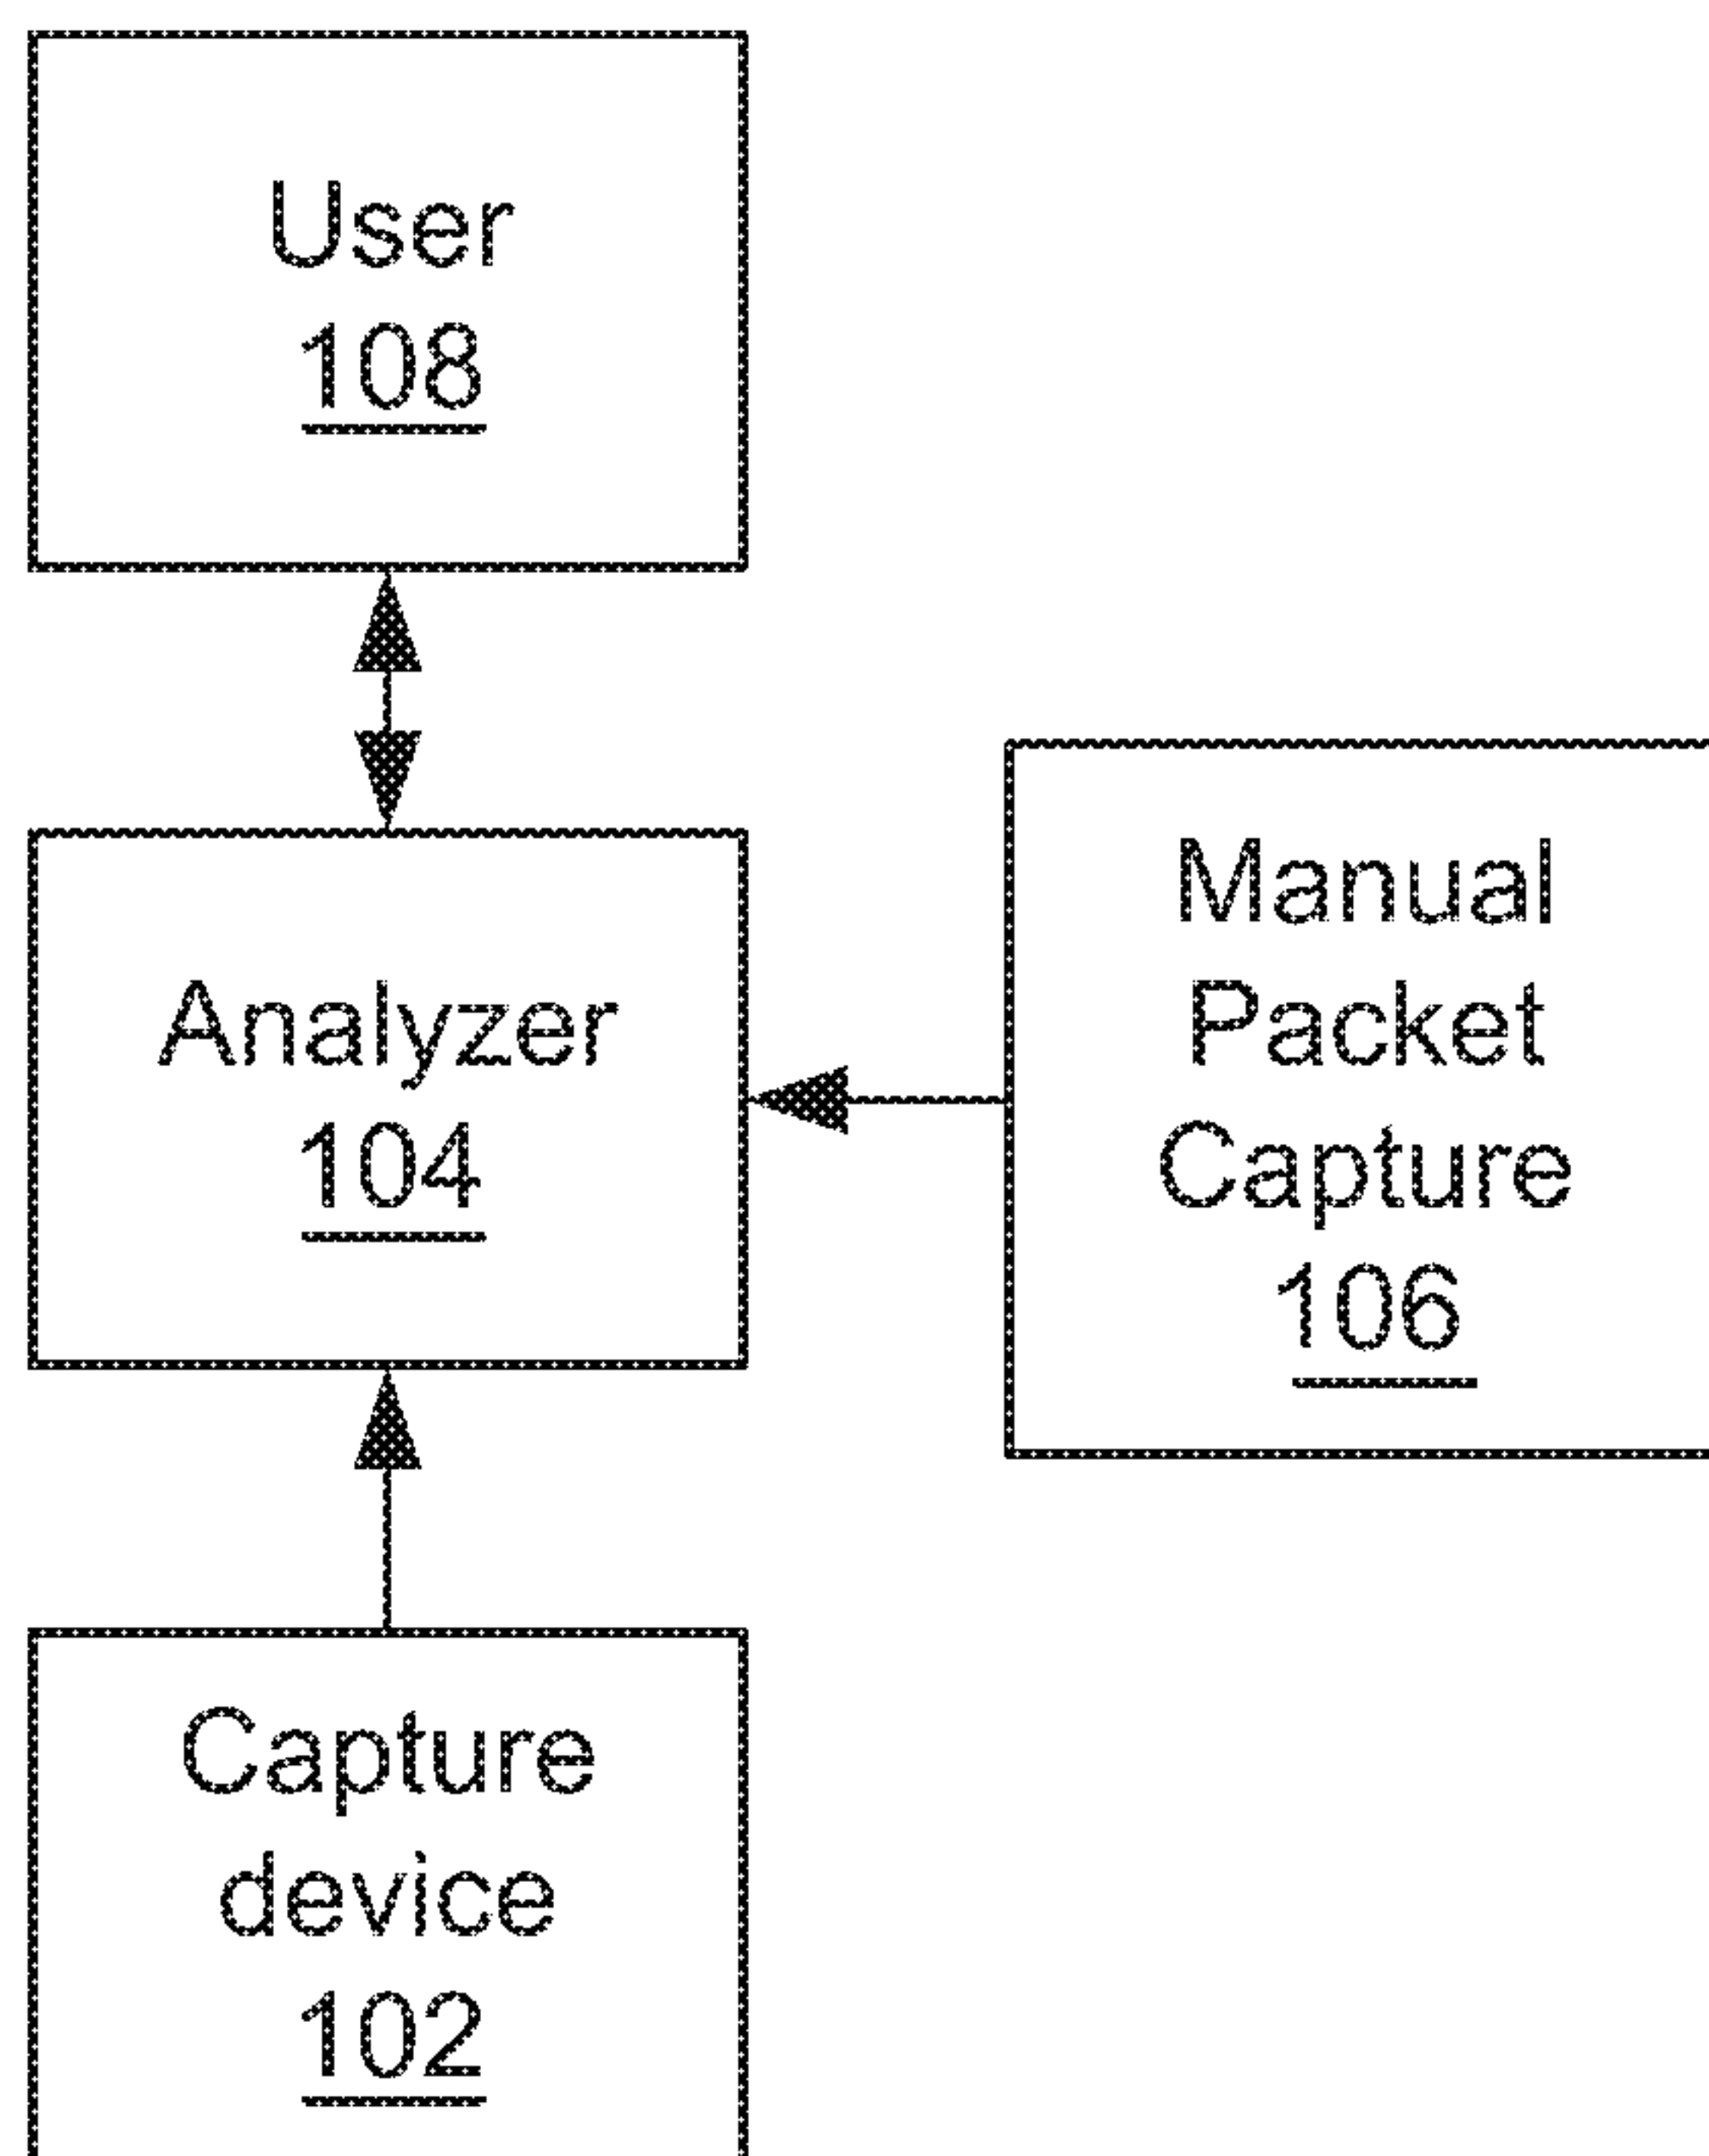 User
108
Analyzer
104
Manual
Packet
Capture
106
Capture
device
102